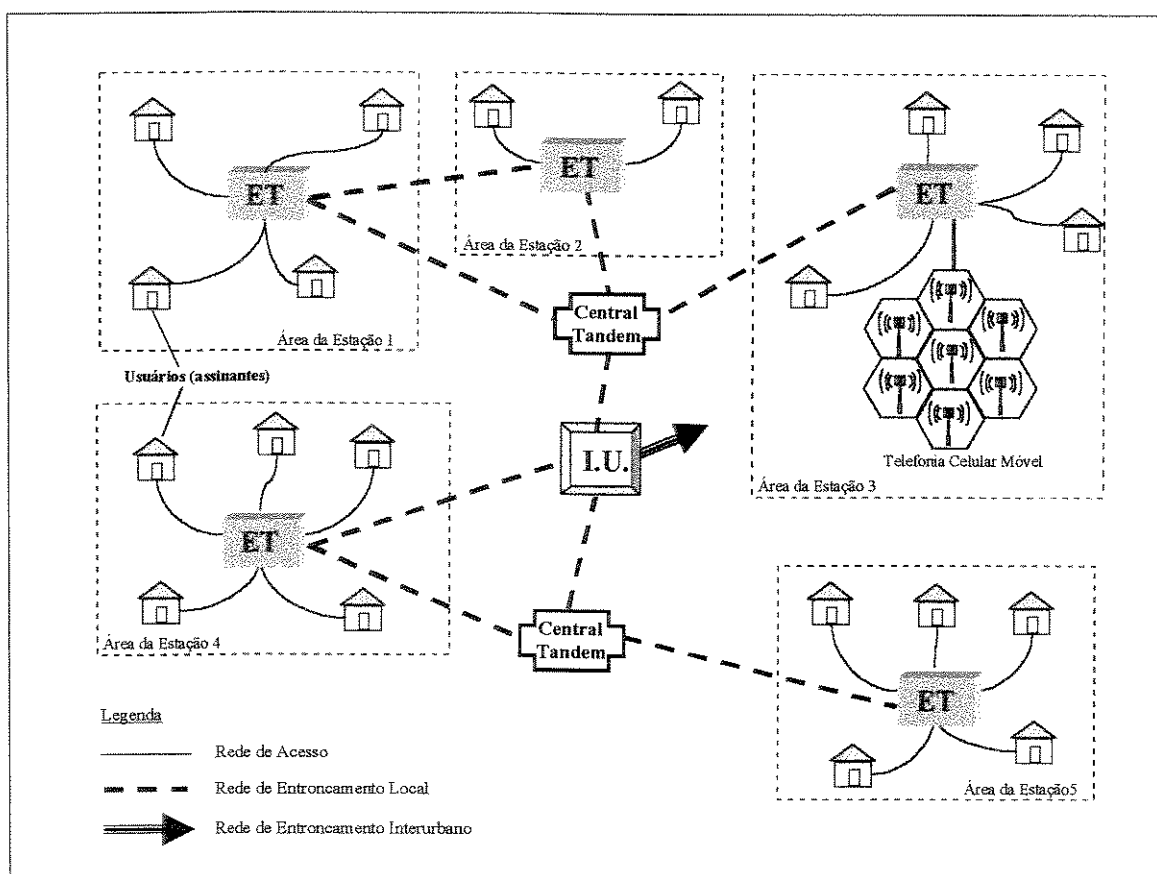 ET
Área da Estação 1
ET
Área da Estação 2
ET
Telefonia Celular Móvel
Área da Estação 3
Central
Tandem
Usuários (assinantes)
I.U.
ET
Área da Estação 4
Central
Tandem
ET
Área da Estação5
Legenda
Rede de Acesso
Rede de Entroncamento Local
Rede de Entroncamento Interurbano